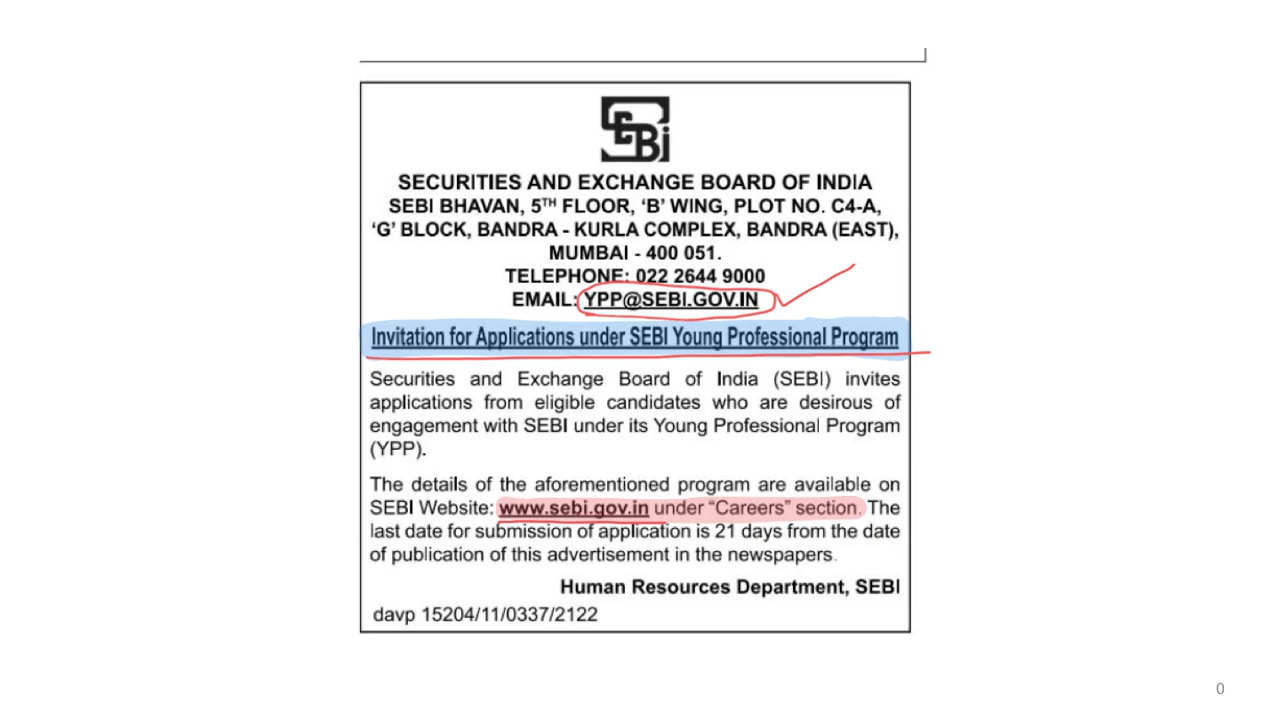 SEBi
SECURITIES AND EXCHANGE BOARD OF INDIA
SEBI BHAVAN, 5TH FLOOR, ‘B’ WING, PLOT NO. C4-A,
‘G’ BLOCK, BANDRA - KURLA COMPLEX, BANDRA (EAST),
MUMBAI - 400 051.
TELEPHONE: 022 2644 9000
EMAIL: YPP@SEBI.GOV.IN
Invitation for Applications under SEBI Young Professional Program
Securities and Exchange Board of India (SEBI) invites
applications from eligible candidates who are desirous of
engagement with SEBI under its Young Professional Program
(YPP).
The details of the aforementioned program are available on
SEBI Website: www.sebi.gov.in under “Careers” section. The
last date for submission of application is 21 days from the date
of publication of this advertisement in the newspapers.
Human Resources Department, SEBI
davp 15204/11/0337/2122
0